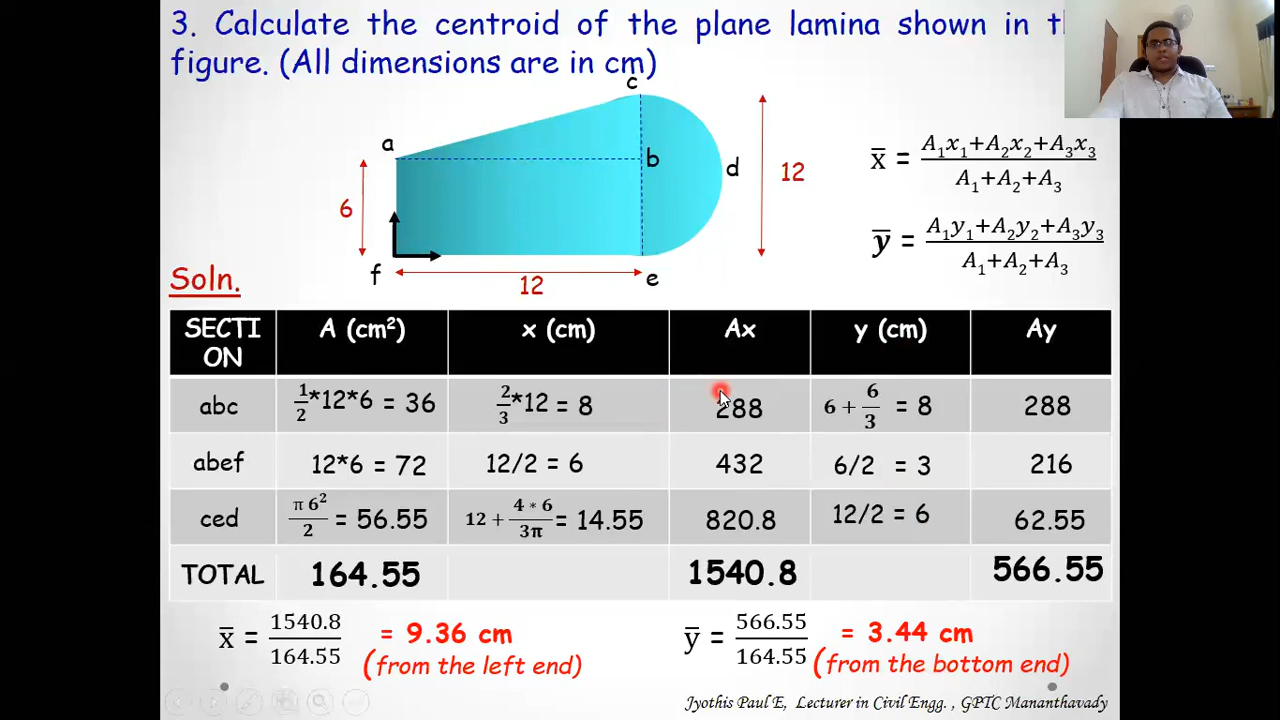 3. Calculate the centroid of the plane lamina shown in
figure. (All dimensions are in cm)
c
a
b
d
6
12
f
12
e
x̄ = (A₁x₁+A₂x₂+A₃x₃)/(A₁+A₂+A₃)
ȳ = (A₁y₁+A₂y₂+A₃y₃)/(A₁+A₂+A₃)
Soln.
SECTI
ON
A (cm²)
x (cm)
Ax
y (cm)
Ay
abc
1/2*12*6 = 36
2/3*12 = 8
288
6 + 6/3 = 8
288
abef
12*6 = 72
12/2 = 6
432
6/2 = 3
216
ced
π 6²/2 = 56.55
12 + 4 * 6/3π = 14.55
820.8
12/2 = 6
62.55
TOTAL
164.55
1540.8
566.55
x̄ = 1540.8/164.55 = 9.36 cm
(from the left end)
ȳ = 566.55/164.55 = 3.44 cm
(from the bottom end)
Jyothis Paul E, Lecturer in Civil Engg. , GPTC Mananthavady